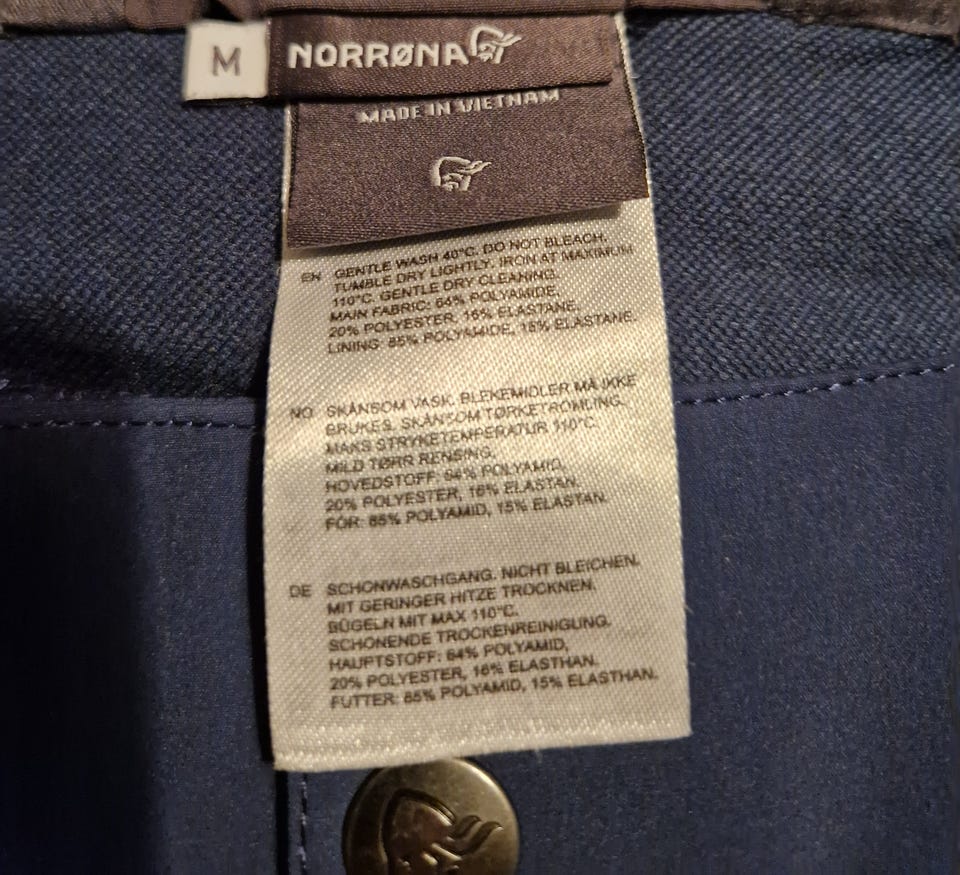 M
NORRØNA
MADE IN VIETNAM
EN GENTLE WASH 40°C. DO NOT BLEACH.
TUMBLE DRY LIGHTLY. IRON AT MAXIMUM
110°C. GENTLE DRY CLEANING.
MAIN FABRIC: 64% POLYAMIDE,
20% POLYESTER, 16% ELASTANE.
LINING: 85% POLYAMIDE, 15% ELASTANE.
NO SKÅNSOM VASK. BLEKEMIDLER MÅ IKKE
BRUKES. SKÅNSOM TØRKETROMLING.
MAKS STRYKETEMPERATUR 110°C.
MILD TØRR RENSING.
HOVEDSTOFF: 64% POLYAMID,
20% POLYESTER, 16% ELASTAN.
FÔR: 85% POLYAMID, 15% ELASTAN.
DE SCHONWASCHGANG. NICHT BLEICHEN.
MIT GERINGER HITZE TROCKNEN.
BÜGELN MIT MAX 110°C.
SCHONENDE TROCKENREINIGUNG.
HAUPTSTOFF: 64% POLYAMID,
20% POLYESTER, 16% ELASTHAN.
FUTTER: 85% POLYAMID, 15% ELASTHAN.